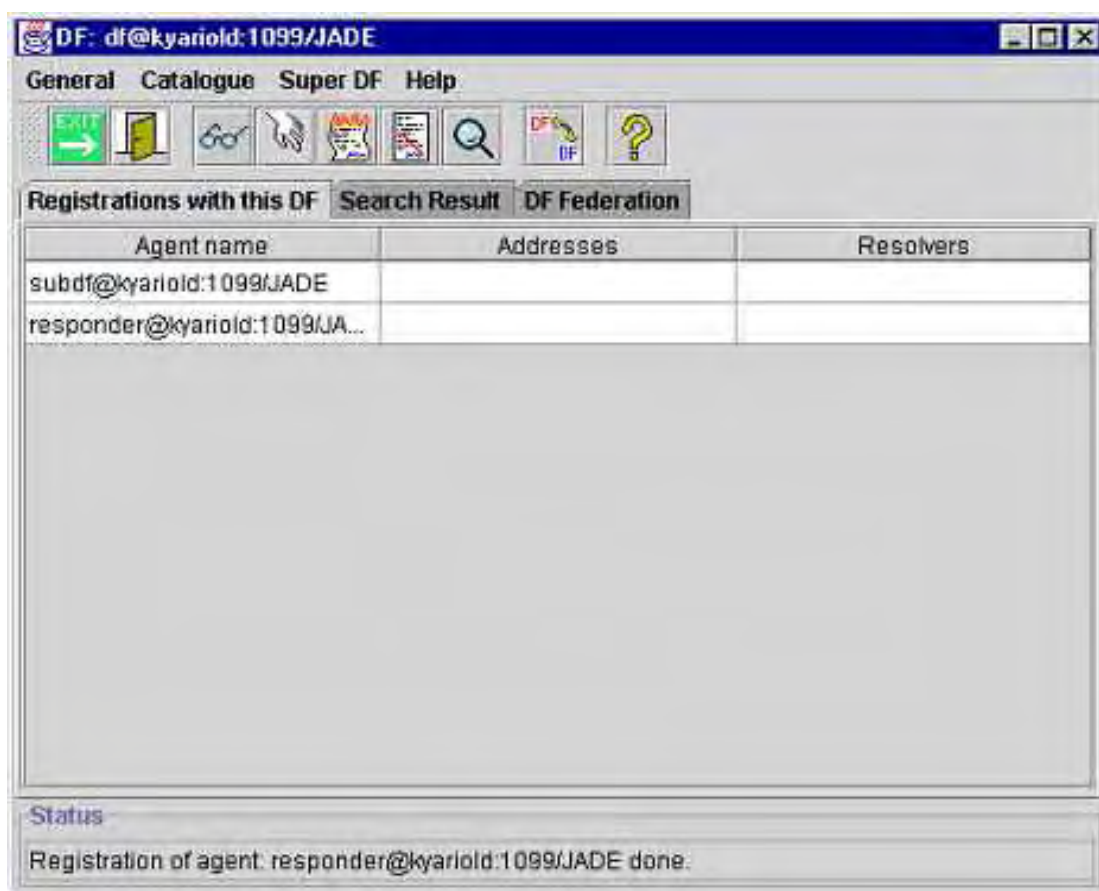 DF: df@kyariold:1099/JADE
General Catalogue Super DF Help
EXIT DF DF ?
Registrations with this DF Search Result DF Federation
Agent name Addresses Resolvers
subdf@kyariold:1099/JADE
responder@kyariold:1099/JA...
Status
Registration of agent: responder@kyariold:1099/JADE done.